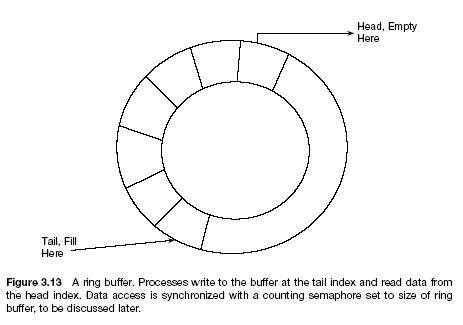 Head, Empty
Here
Tail, Fill
Here
Figure 3.13 A ring buffer. Processes write to the buffer at the tail index and read data from
the head index. Data access is synchronized with a counting semaphore set to size of ring
buffer, to be discussed later.